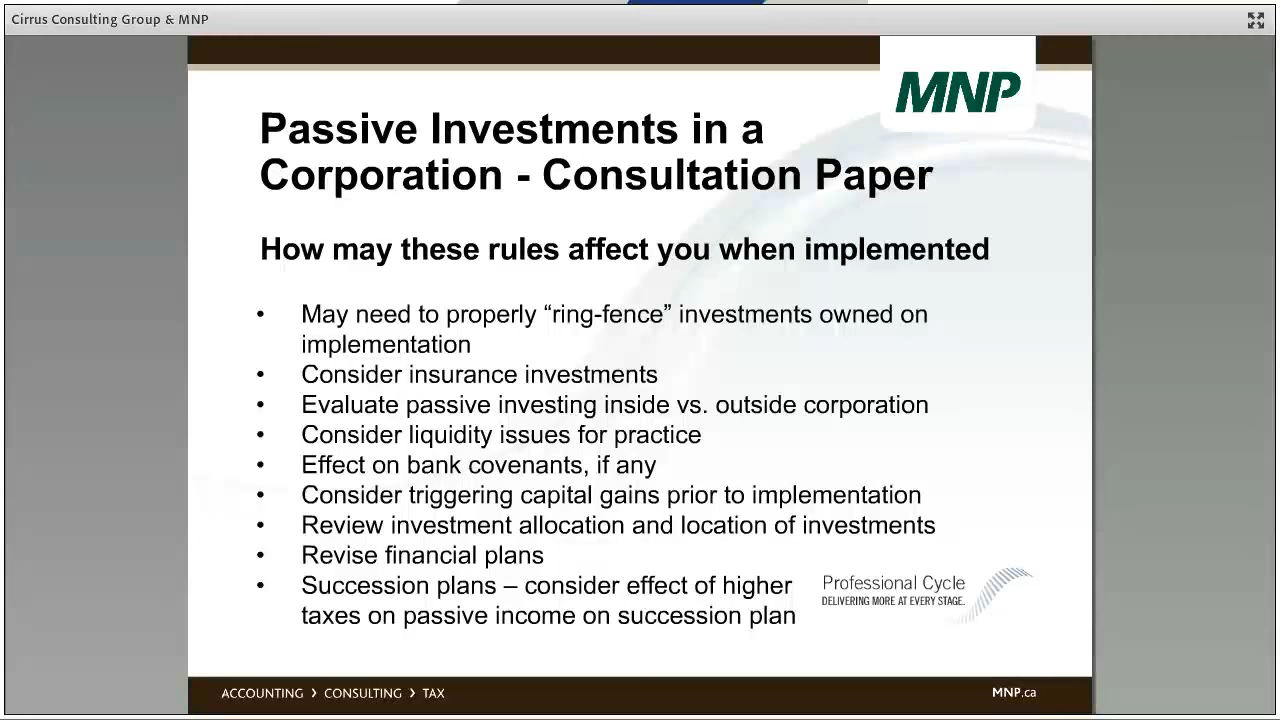 Cirrus Consulting Group & MNP
MNP
Passive Investments in a
Corporation - Consultation Paper
How may these rules affect you when implemented
• May need to properly “ring-fence” investments owned on
implementation
• Consider insurance investments
• Evaluate passive investing inside vs. outside corporation
• Consider liquidity issues for practice
• Effect on bank covenants, if any
• Consider triggering capital gains prior to implementation
• Review investment allocation and location of investments
• Revise financial plans
• Succession plans – consider effect of higher
taxes on passive income on succession plan
Professional Cycle
DELIVERING MORE AT EVERY STAGE.
ACCOUNTING › CONSULTING › TAX
MNP.ca